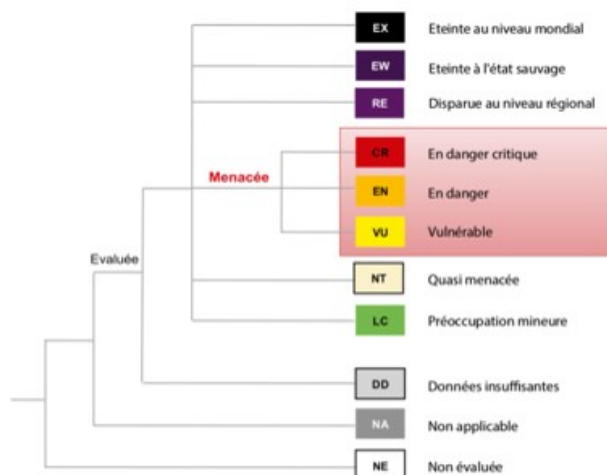 EX Eteinte au niveau mondial
EW Eteinte à l'état sauvage
RE Disparue au niveau régional
CR En danger critique
Menacée
EN En danger
VU Vulnérable
Evaluée
NT Quasi menacée
LC Préoccupation mineure
DD Données insuffisantes
NA Non applicable
NE Non évaluée